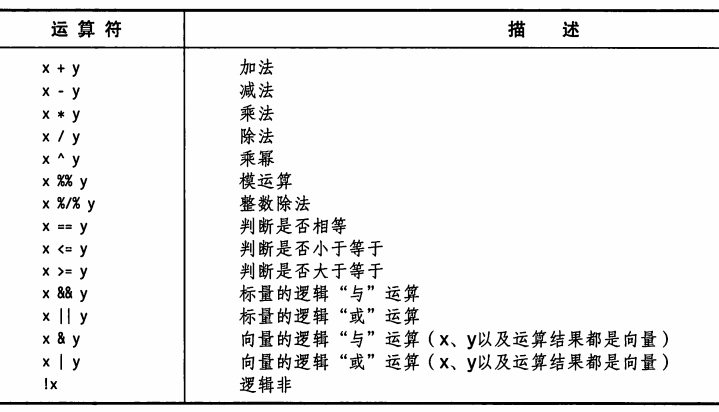 运算符 描 述
x + y 加法
x - y 减法
x * y 乘法
x / y 除法
x ^ y 乘幂
x %% y 模运算
x %/% y 整数除法
x == y 判断是否相等
x <= y 判断是否小于等于
x >= y 判断是否大于等于
x && y 标量的逻辑“与”运算
x || y 标量的逻辑“或”运算
x & y 向量的逻辑“与”运算（x、y以及运算结果都是向量）
x | y 向量的逻辑“或”运算（x、y以及运算结果都是向量）
!x 逻辑非